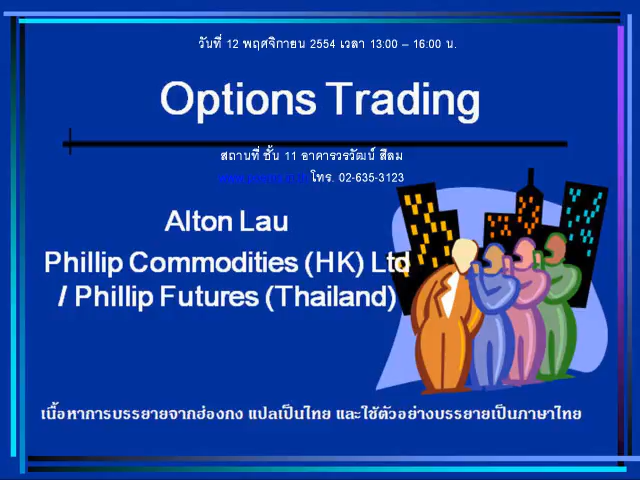 วันที่ 12 พฤศจิกายน 2554 เวลา 13:00 – 16:00 น.
Options Trading
สถานที่ ชั้น 11 อาคารวรวัฒน์ สีลม
โทร. 02-635-3123
Alton Lau
Phillip Commodities (HK) Ltd
/ Phillip Futures (Thailand)
เนื้อหาการบรรยายจากฮ่องกง แปลเป็นไทย และใช้ตัวอย่างบรรยายเป็นภาษาไทย